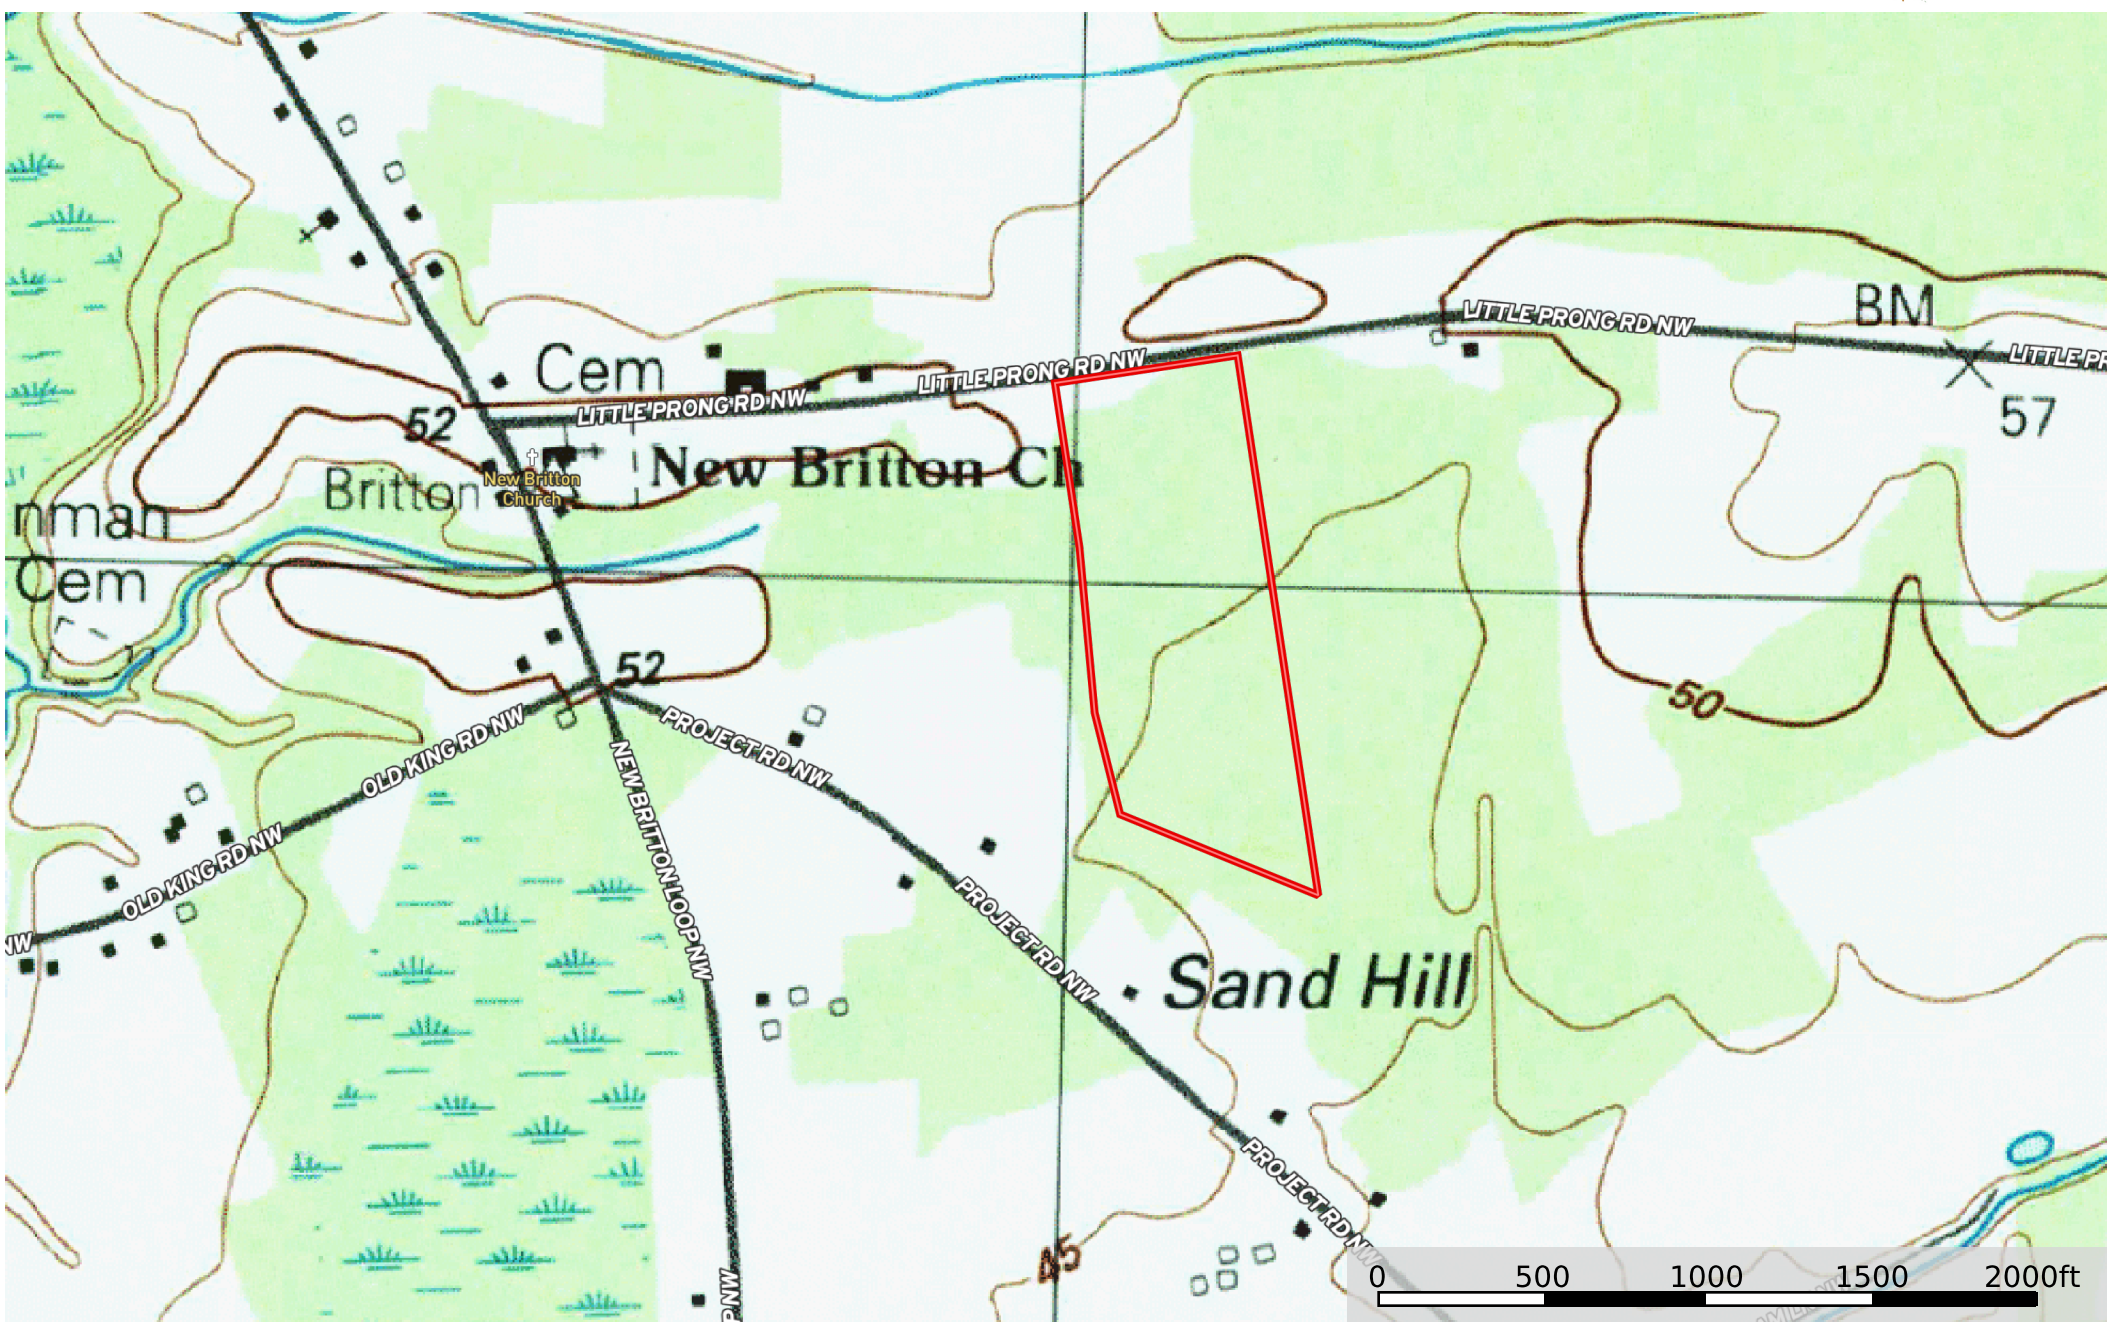 BM
LITTLE PRONG RD NW
LITTLE PR
57
Cem
LITTLE PRONG RD NW
LITTLE PRONG RD NW
52
New Britton Ch
Britton
New Britton
Church
nman
Cem
52
50
PROJECT RD NW
OLD KING RD NW
NEW BRITTON LOOP NW
OLD KING RD NW
NW
PROJECT RD NW
Sand Hill
PROJECT RD NW
45
P NW
0 500 1000 1500 2000ft